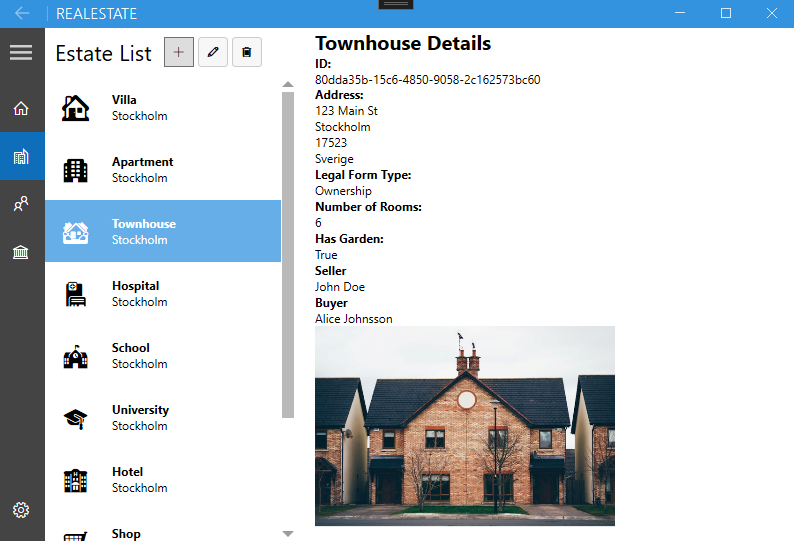 REALESTATE
Estate List
Villa
Stockholm
Apartment
Stockholm
Townhouse
Stockholm
Hospital
Stockholm
School
Stockholm
University
Stockholm
Hotel
Stockholm
Shop
Townhouse Details
ID:
80dda35b-15c6-4850-9058-2c162573bc60
Address:
123 Main St
Stockholm
17523
Sverige
Legal Form Type:
Ownership
Number of Rooms:
6
Has Garden:
True
Seller
John Doe
Buyer
Alice Johnsson